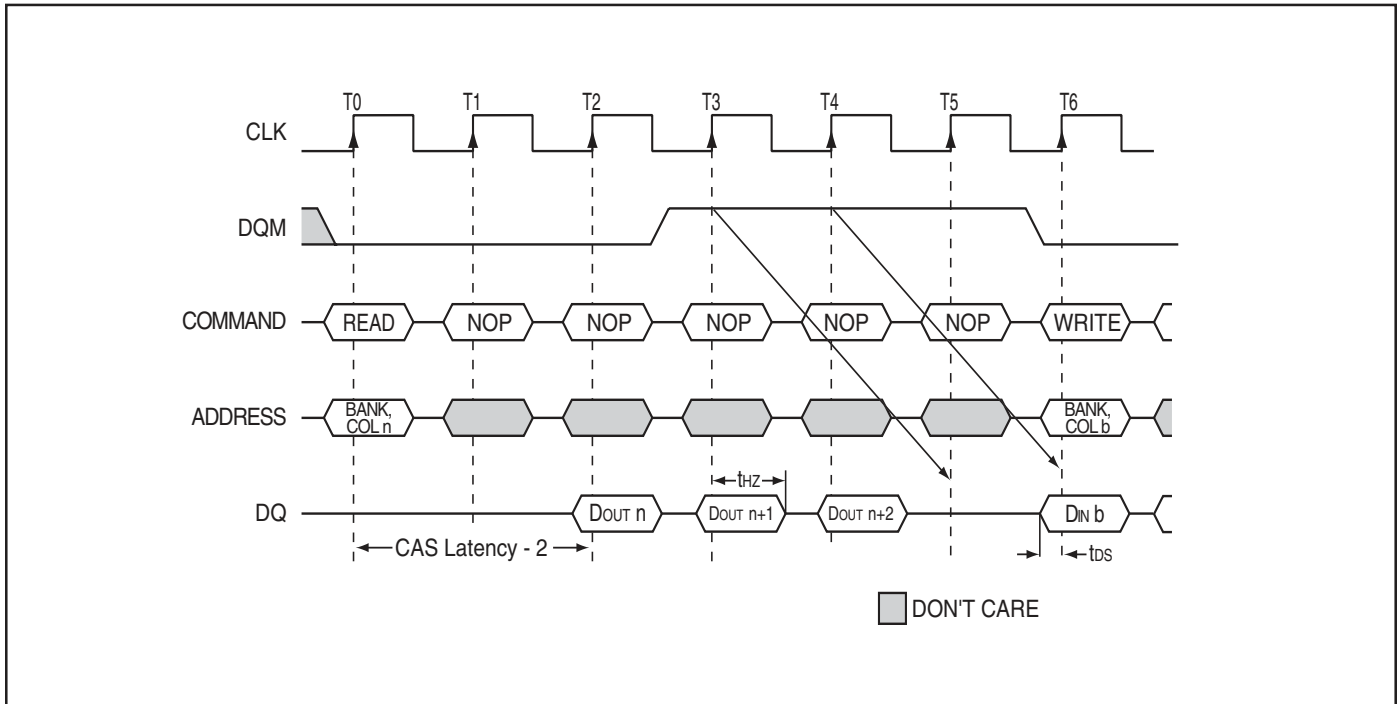 T0 T1 T2 T3 T4 T5 T6
CLK
DQM
COMMAND READ NOP NOP NOP NOP NOP WRITE
ADDRESS BANK, COL n BANK, COL b
tHZ
DQ DOUT n DOUT n+1 DOUT n+2 DIN b
CAS Latency - 2 tDS
DON'T CARE